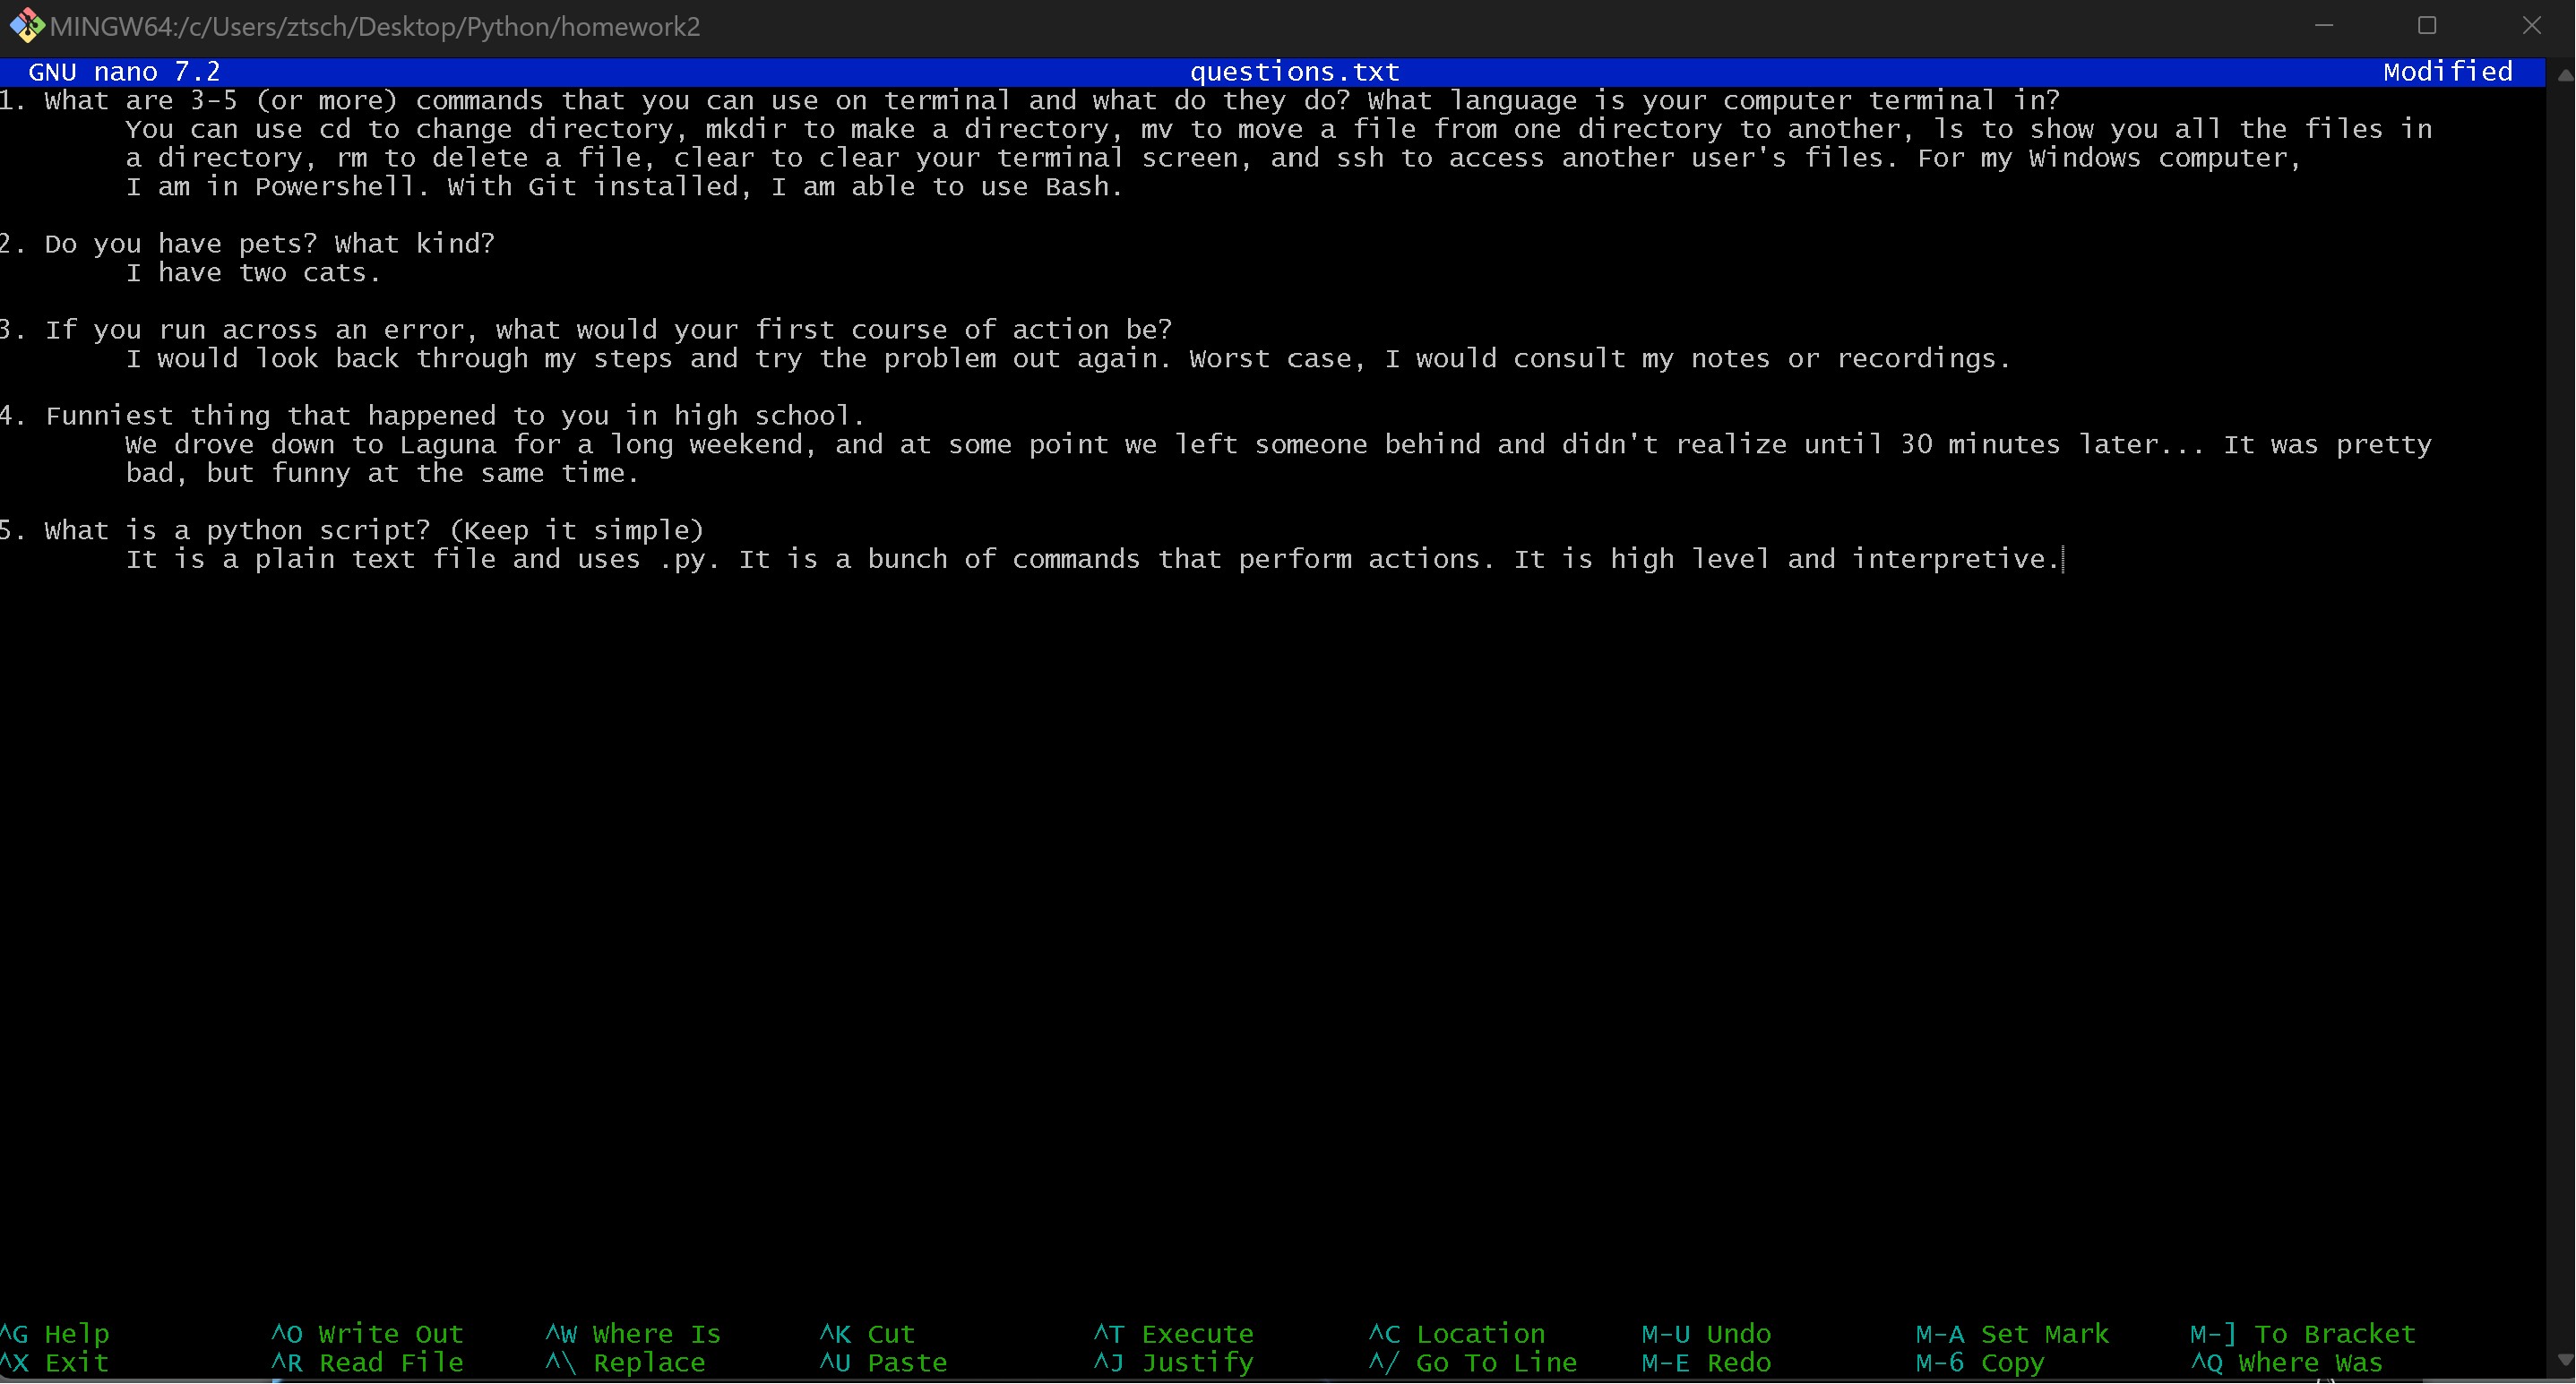 MINGW64:/c/Users/ztsch/Desktop/Python/homework2
GNU nano 7.2 questions.txt Modified
1. What are 3-5 (or more) commands that you can use on terminal and what do they do? What language is your computer terminal in?
You can use cd to change directory, mkdir to make a directory, mv to move a file from one directory to another, ls to show you all the files in
a directory, rm to delete a file, clear to clear your terminal screen, and ssh to access another user's files. For my Windows computer,
I am in Powershell. With Git installed, I am able to use Bash.
2. Do you have pets? What kind?
I have two cats.
3. If you run across an error, what would your first course of action be?
I would look back through my steps and try the problem out again. Worst case, I would consult my notes or recordings.
4. Funniest thing that happened to you in high school.
We drove down to Laguna for a long weekend, and at some point we left someone behind and didn't realize until 30 minutes later... It was pretty
bad, but funny at the same time.
5. What is a python script? (Keep it simple)
It is a plain text file and uses .py. It is a bunch of commands that perform actions. It is high level and interpretive.
^G Help ^O Write Out ^W Where Is ^K Cut ^T Execute ^C Location M-U Undo M-A Set Mark M-] To Bracket
^X Exit ^R Read File ^\ Replace ^U Paste ^J Justify ^/ Go To Line M-E Redo M-6 Copy ^Q Where Was